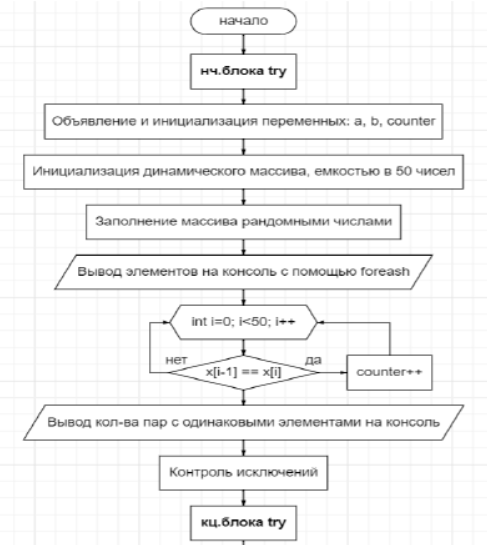 начало
нч.блока try
Объявление и инициализация переменных: a, b, counter
Инициализация динамического массива, емкостью в 50 чисел
Заполнение массива рандомными числами
Вывод элементов на консоль с помощью foreash
int i=0; i<50; i++
нет
да
x[i-1] == x[i]
counter++
Вывод кол-ва пар с одинаковыми элементами на консоль
Контроль исключений
кц.блока try